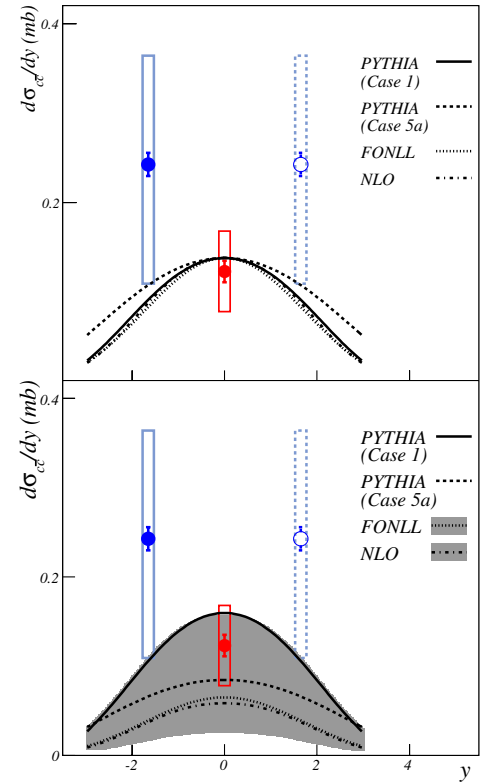 0.4
dσcc̅/dy (mb)
PYTHIA
(Case 1)
PYTHIA
(Case 5a)
FONLL
NLO
0.2
0.4
dσcc̅/dy (mb)
PYTHIA
(Case 1)
PYTHIA
(Case 5a)
FONLL
NLO
0.2
0
-2 0 2 4 y